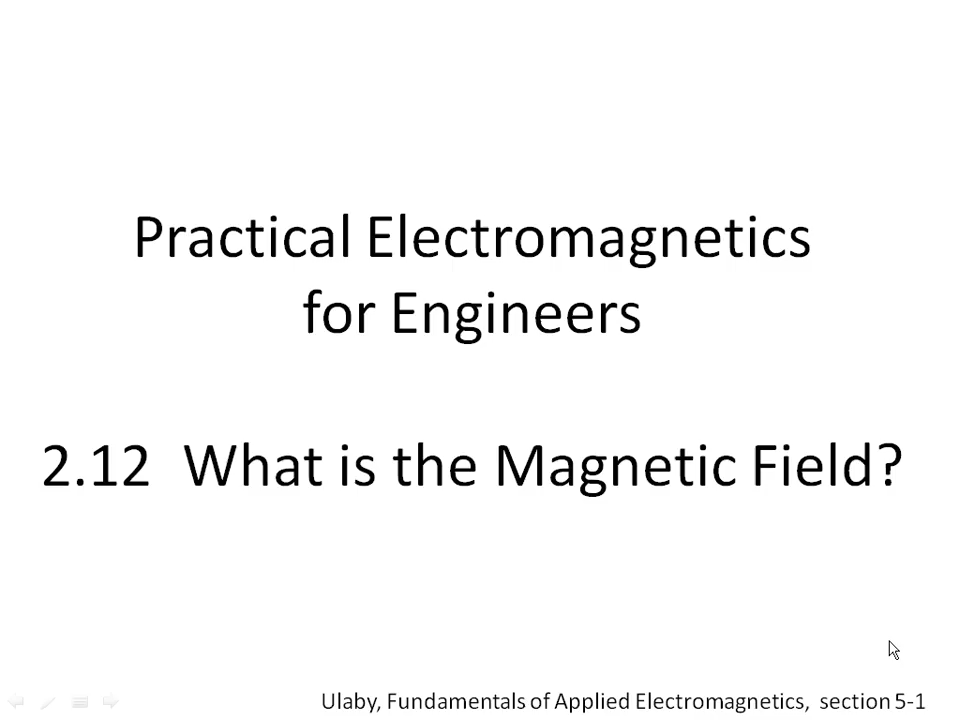 Practical Electromagnetics
for Engineers
2.12 What is the Magnetic Field?
Ulaby, Fundamentals of Applied Electromagnetics, section 5-1